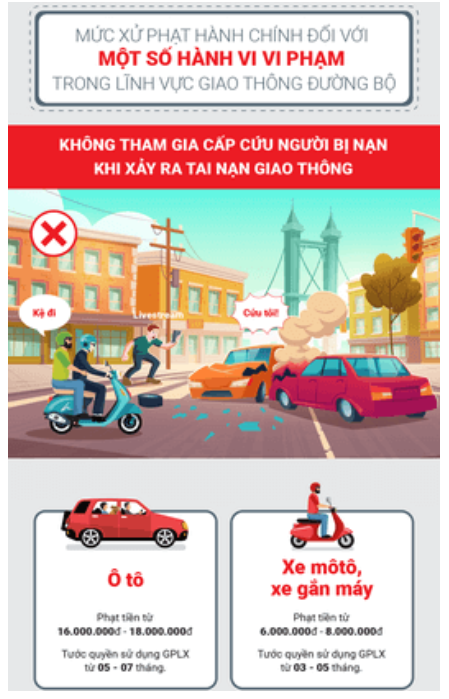 MỨC XỬ PHẠT HÀNH CHÍNH ĐỐI VỚI
MỘT SỐ HÀNH VI VI PHẠM
TRONG LĨNH VỰC GIAO THÔNG ĐƯỜNG BỘ
KHÔNG THAM GIA CẤP CỨU NGƯỜI BỊ NẠN
KHI XẢY RA TAI NẠN GIAO THÔNG
Kệ đi
Livestream
Cứu tôi!
Ô tô
Phạt tiền từ
16.000.000đ - 18.000.000đ
Tước quyền sử dụng GPLX
từ 05 - 07 tháng.
Xe môtô,
xe gắn máy
Phạt tiền từ
6.000.000đ - 8.000.000đ
Tước quyền sử dụng GPLX
từ 03 - 05 tháng.